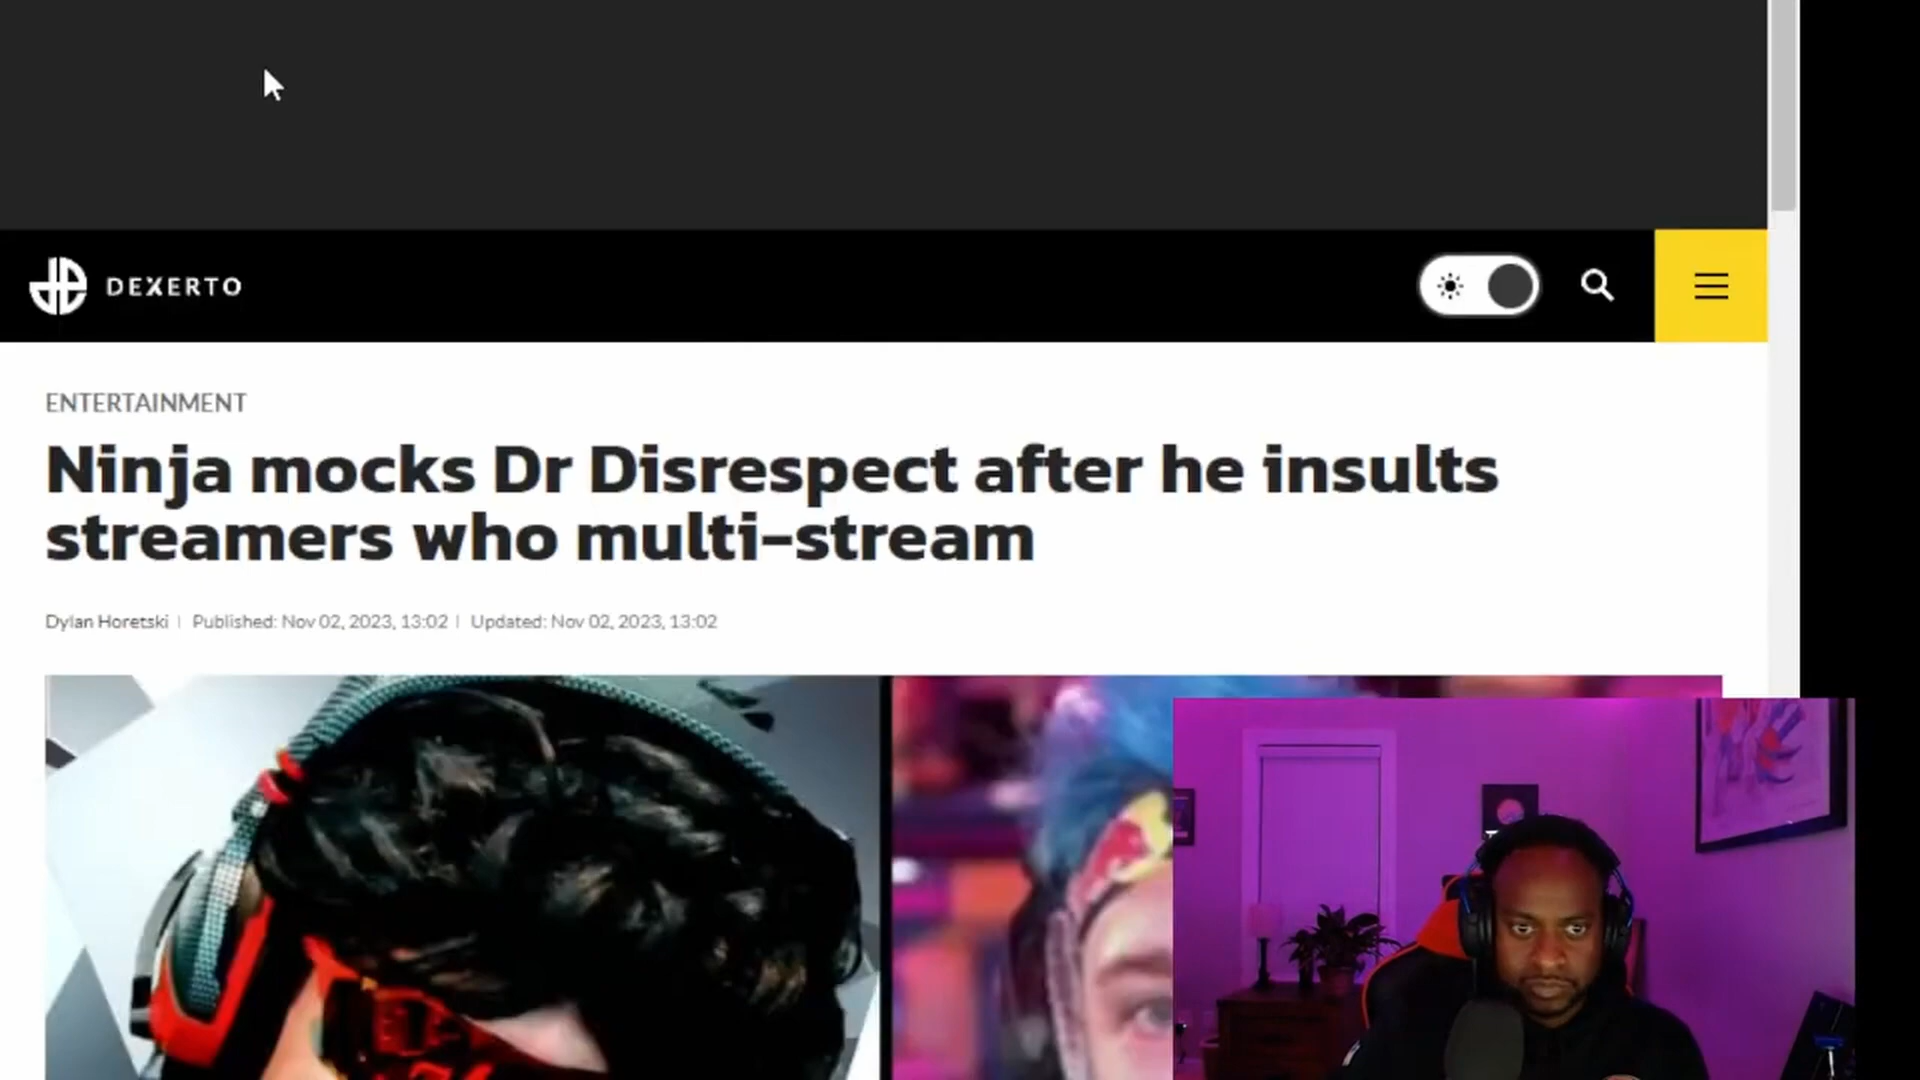 DEXERTO
ENTERTAINMENT
Ninja mocks Dr Disrespect after he insults
streamers who multi-stream
Dylan Horetski | Published: Nov 02, 2023, 13:02 | Updated: Nov 02, 2023, 13:02